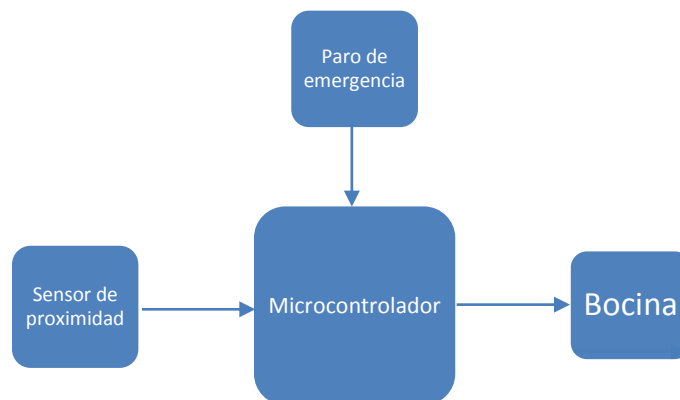 Paro de
emergencia
Sensor de
proximidad
Microcontrolador
Bocina